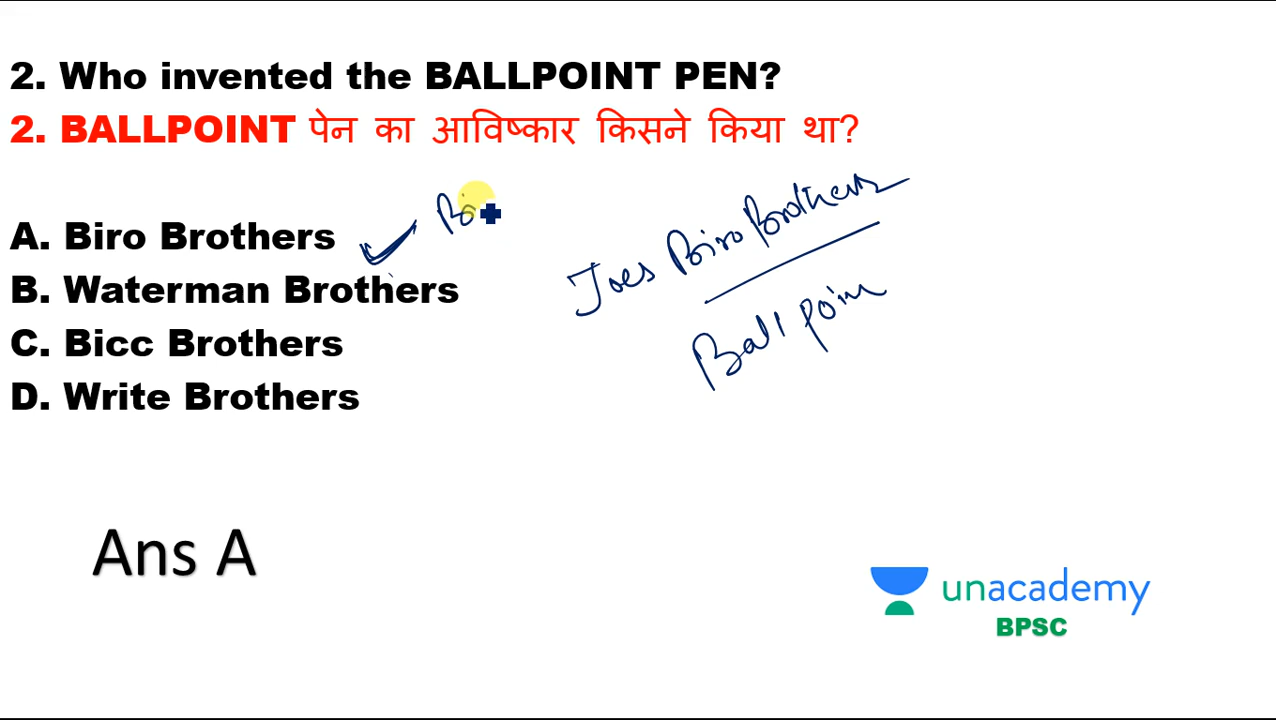 2. Who invented the BALLPOINT PEN?
2. BALLPOINT पेन का आविष्कार किसने किया था?
A. Biro Brothers
B. Waterman Brothers
C. Bicc Brothers
D. Write Brothers
Joes Biro Brothers
Ball poin
Ans A
unacademy
BPSC